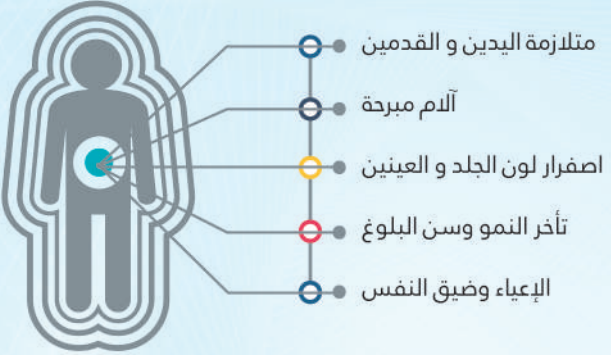 متلازمة اليدين و القدمين
آلام مبرحة
اصفرار لون الجلد و العينين
تأخر النمو وسن البلوغ
الإعياء وضيق النفس